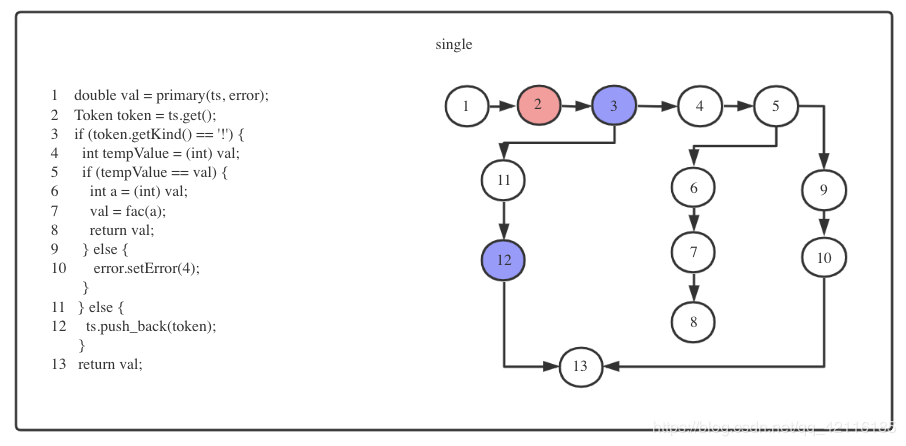 single
1 double val = primary(ts, error);
2 Token token = ts.get();
3 if (token.getKind() == '!') {
4 int tempValue = (int) val;
5 if (tempValue == val) {
6 int a = (int) val;
7 val = fac(a);
8 return val;
9 } else {
10 error.setError(4);
}
11 } else {
12 ts.push_back(token);
}
13 return val;
1 2 3 4 5
11 6 9
12 7 10
8
13